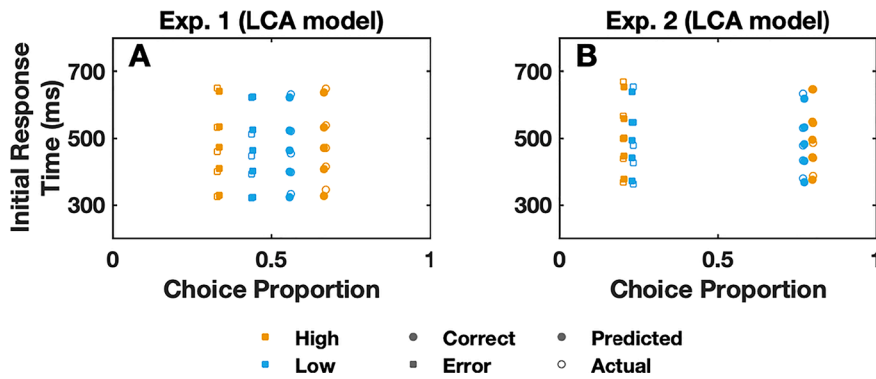 Exp. 1 (LCA model)
Exp. 2 (LCA model)
A
B
Initial Response
Time (ms)
700
500
300
0
0.5
1
Choice Proportion
700
500
300
0
0.5
1
Choice Proportion
High
Correct
Predicted
Low
Error
Actual